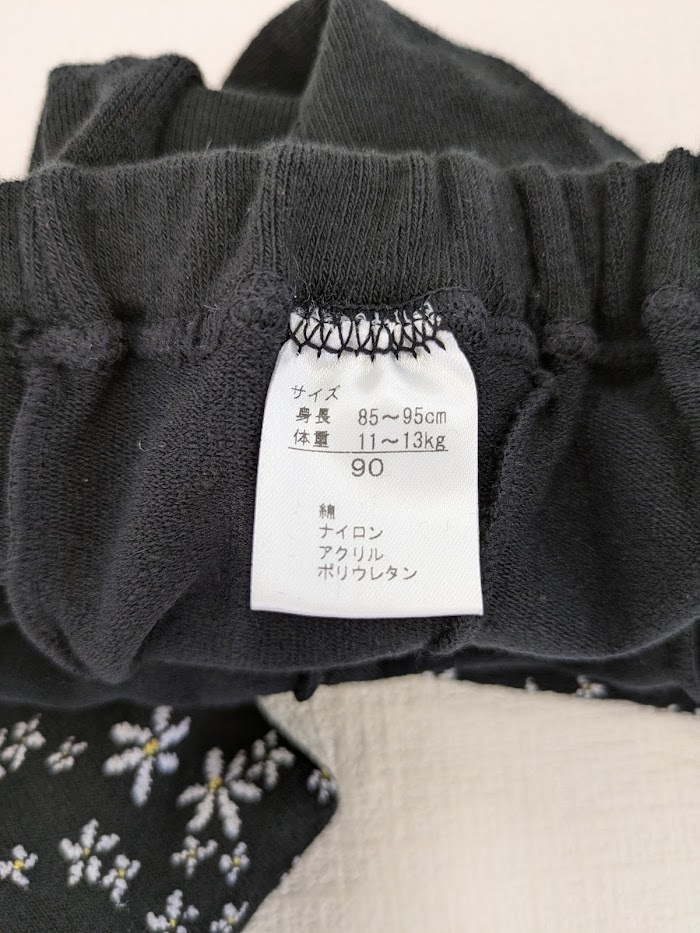 サイズ
身長 85～95cm
体重 11～13kg
90
綿
ナイロン
アクリル
ポリウレタン